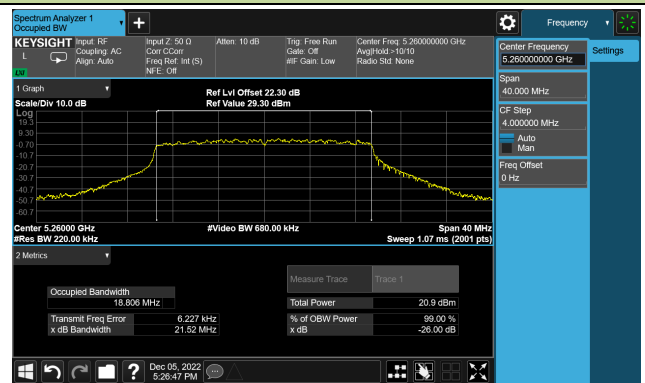 Spectrum Analyzer 1
Occupied BW
Frequency
KEYSIGHT
L
Input: RF
Coupling: AC
Align: Auto
Input Z: 50 Ω
Corr CCorr
Freq Ref: Int (S)
NFE: Off
Atten: 10 dB
Trig: Free Run
Gate: Off
#IF Gain: Low
Center Freq: 5.260000000 GHz
Avg|Hold:>10/10
Radio Std: None
Center Frequency
5.260000000 GHz
Settings
Span
40.000 MHz
CF Step
4.000000 MHz
Auto
Man
Freq Offset
0 Hz
1 Graph
Scale/Div 10.0 dB
Ref Lvl Offset 22.30 dB
Ref Value 29.30 dBm
Log
19.3
9.30
-0.70
-10.7
-20.7
-30.7
-40.7
-50.7
-60.7
Center 5.26000 GHz
#Res BW 220.00 kHz
#Video BW 680.00 kHz
Span 40 MHz
Sweep 1.07 ms (2001 pts)
2 Metrics
Measure Trace
Trace 1
Occupied Bandwidth
18.806 MHz
Total Power
20.9 dBm
Transmit Freq Error
6.227 kHz
% of OBW Power
99.00 %
x dB Bandwidth
21.52 MHz
x dB
-26.00 dB
Dec 05, 2022
5:26:47 PM